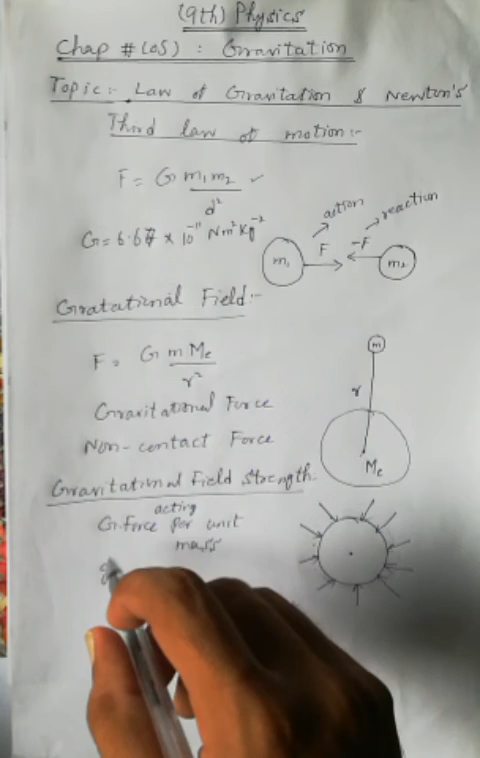 (9th) Physics
Chap # (05) : Gravitation
Topic:- Law of Gravitation & Newton's
Third law of motion:-
F = G m₁m₂ / d² ✓
G = 6.67 × 10⁻¹¹ Nm²Kg⁻²
action
reaction
m₁ F -F m₂
Gratational Field:-
F = G m Me / r²
m
r
Me
Gravitational Force
Non-contact Force
Gravitational Field Strength:
acting
G.Force per unit
mass
g